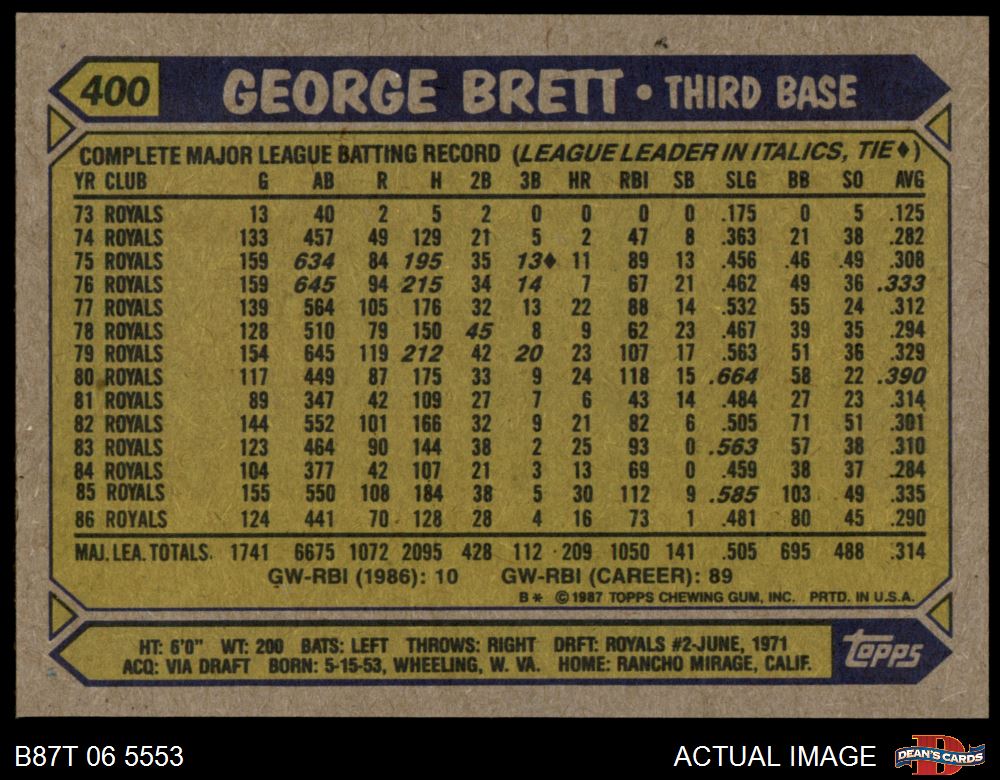 400 GEORGE BRETT • THIRD BASE
COMPLETE MAJOR LEAGUE BATTING RECORD (LEAGUE LEADER IN ITALICS, TIE♦)
YR CLUB G AB R H 2B 3B HR RBI SB SLG BB SO AVG
73 ROYALS 13 40 2 5 2 0 0 0 0 .175 0 5 .125
74 ROYALS 133 457 49 129 21 5 2 47 8 .363 21 38 .282
75 ROYALS 159 634 84 195 35 13♦ 11 89 13 .456 46 49 .308
76 ROYALS 159 645 94 215 34 14 7 67 21 .462 49 36 .333
77 ROYALS 139 564 105 176 32 13 22 88 14 .532 55 24 .312
78 ROYALS 128 510 79 150 45 8 9 62 23 .467 39 35 .294
79 ROYALS 154 645 119 212 42 20 23 107 17 .563 51 36 .329
80 ROYALS 117 449 87 175 33 9 24 118 15 .664 58 22 .390
81 ROYALS 89 347 42 109 27 7 6 43 14 .484 27 23 .314
82 ROYALS 144 552 101 166 32 9 21 82 6 .505 71 51 .301
83 ROYALS 123 464 90 144 38 2 25 93 0 .563 57 38 .310
84 ROYALS 104 377 42 107 21 3 13 69 0 .459 38 37 .284
85 ROYALS 155 550 108 184 38 5 30 112 9 .585 103 49 .335
86 ROYALS 124 441 70 128 28 4 16 73 1 .481 80 45 .290
MAJ. LEA. TOTALS. 1741 6675 1072 2095 428 112 209 1050 141 .505 695 488 .314
GW-RBI (1986): 10 GW-RBI (CAREER): 89
B* ©1987 TOPPS CHEWING GUM, INC. PRTD. IN U.S.A.
HT: 6'0" WT: 200 BATS: LEFT THROWS: RIGHT DRFT: ROYALS #2-JUNE, 1971
ACQ: VIA DRAFT BORN: 5-15-53, WHEELING, W. VA. HOME: RANCHO MIRAGE, CALIF.
topps
B87T 06 5553
ACTUAL IMAGE
D
DEAN'S CARDS